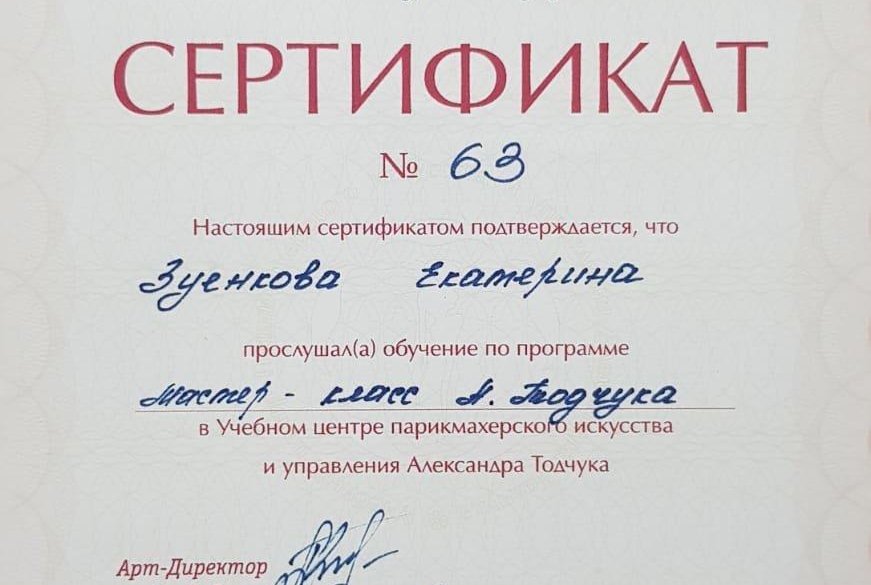 СЕРТИФИКАТ
№ 63
Настоящим сертификатом подтверждается, что
Зуенкова Екатерина
прослушал(а) обучение по программе
Мастер - класс А. Тодчука
в Учебном центре парикмахерского искусства
и управления Александра Тодчука
Арт-Директор